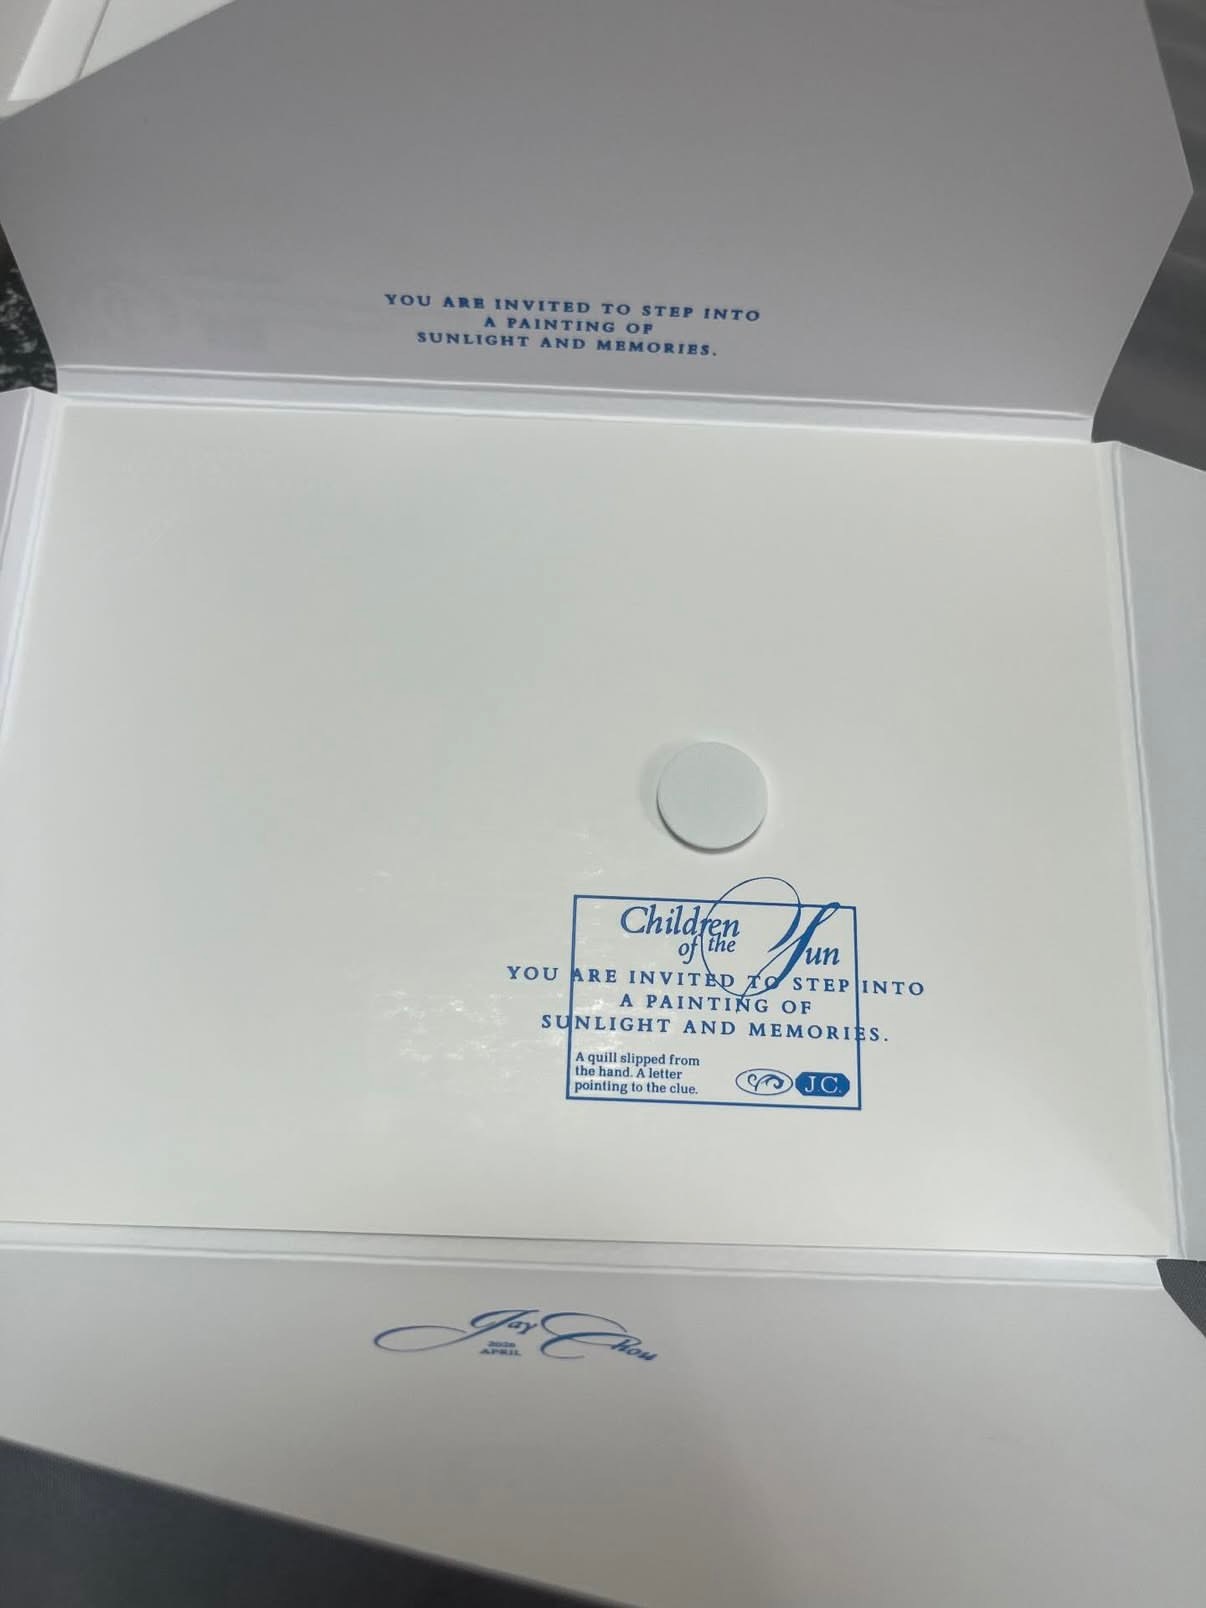 YOU ARE INVITED TO STEP INTO
A PAINTING OF
SUNLIGHT AND MEMORIES.
Children
of the Sun
YOU ARE INVITED TO STEP INTO
A PAINTING OF
SUNLIGHT AND MEMORIES.
A quill slipped from
the hand. A letter
pointing to the clue.
J.C.
Jay Chou
2026
APRIL